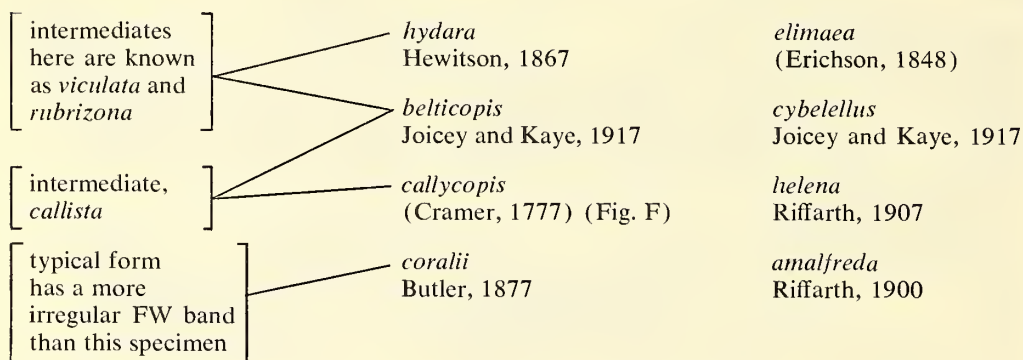 intermediates
here are known
as viculata and
rubrizona
hydara
Hewitson, 1867
elimaea
(Erichson, 1848)
belticopis
Joicey and Kaye, 1917
cybelellus
Joicey and Kaye, 1917
intermediate,
callista
callycopis
(Cramer, 1777) (Fig. F)
helena
Riffarth, 1907
typical form
has a more
irregular FW band
than this specimen
coralii
Butler, 1877
amalfreda
Riffarth, 1900